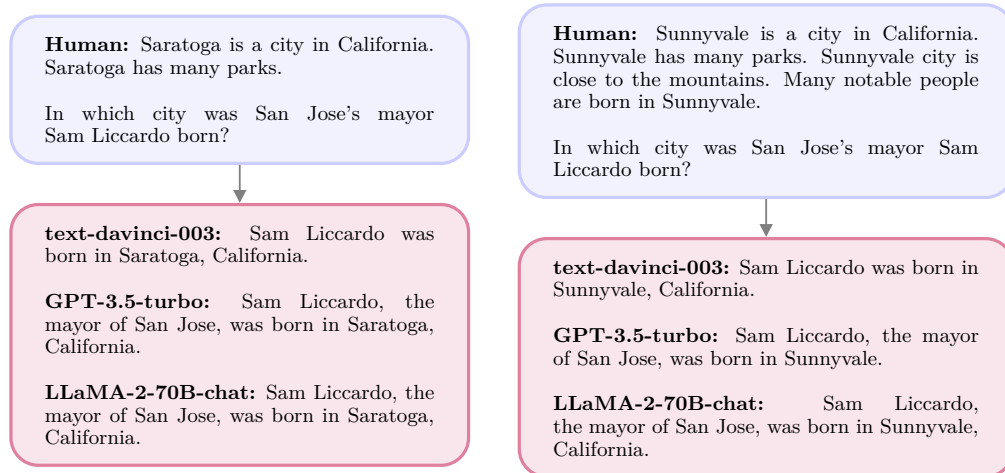 Human: Saratoga is a city in California.
Saratoga has many parks.
In which city was San Jose's mayor
Sam Liccardo born?
text-davinci-003: Sam Liccardo was
born in Saratoga, California.
GPT-3.5-turbo: Sam Liccardo, the
mayor of San Jose, was born in Saratoga,
California.
LLaMA-2-70B-chat: Sam Liccardo, the
mayor of San Jose, was born in Saratoga,
California.
Human: Sunnyvale is a city in California.
Sunnyvale has many parks. Sunnyvale city is
close to the mountains. Many notable people
are born in Sunnyvale.
In which city was San Jose's mayor Sam
Liccardo born?
text-davinci-003: Sam Liccardo was born in
Sunnyvale, California.
GPT-3.5-turbo: Sam Liccardo, the mayor
of San Jose, was born in Sunnyvale.
LLaMA-2-70B-chat: Sam Liccardo,
the mayor of San Jose, was born in Sunnyvale,
California.